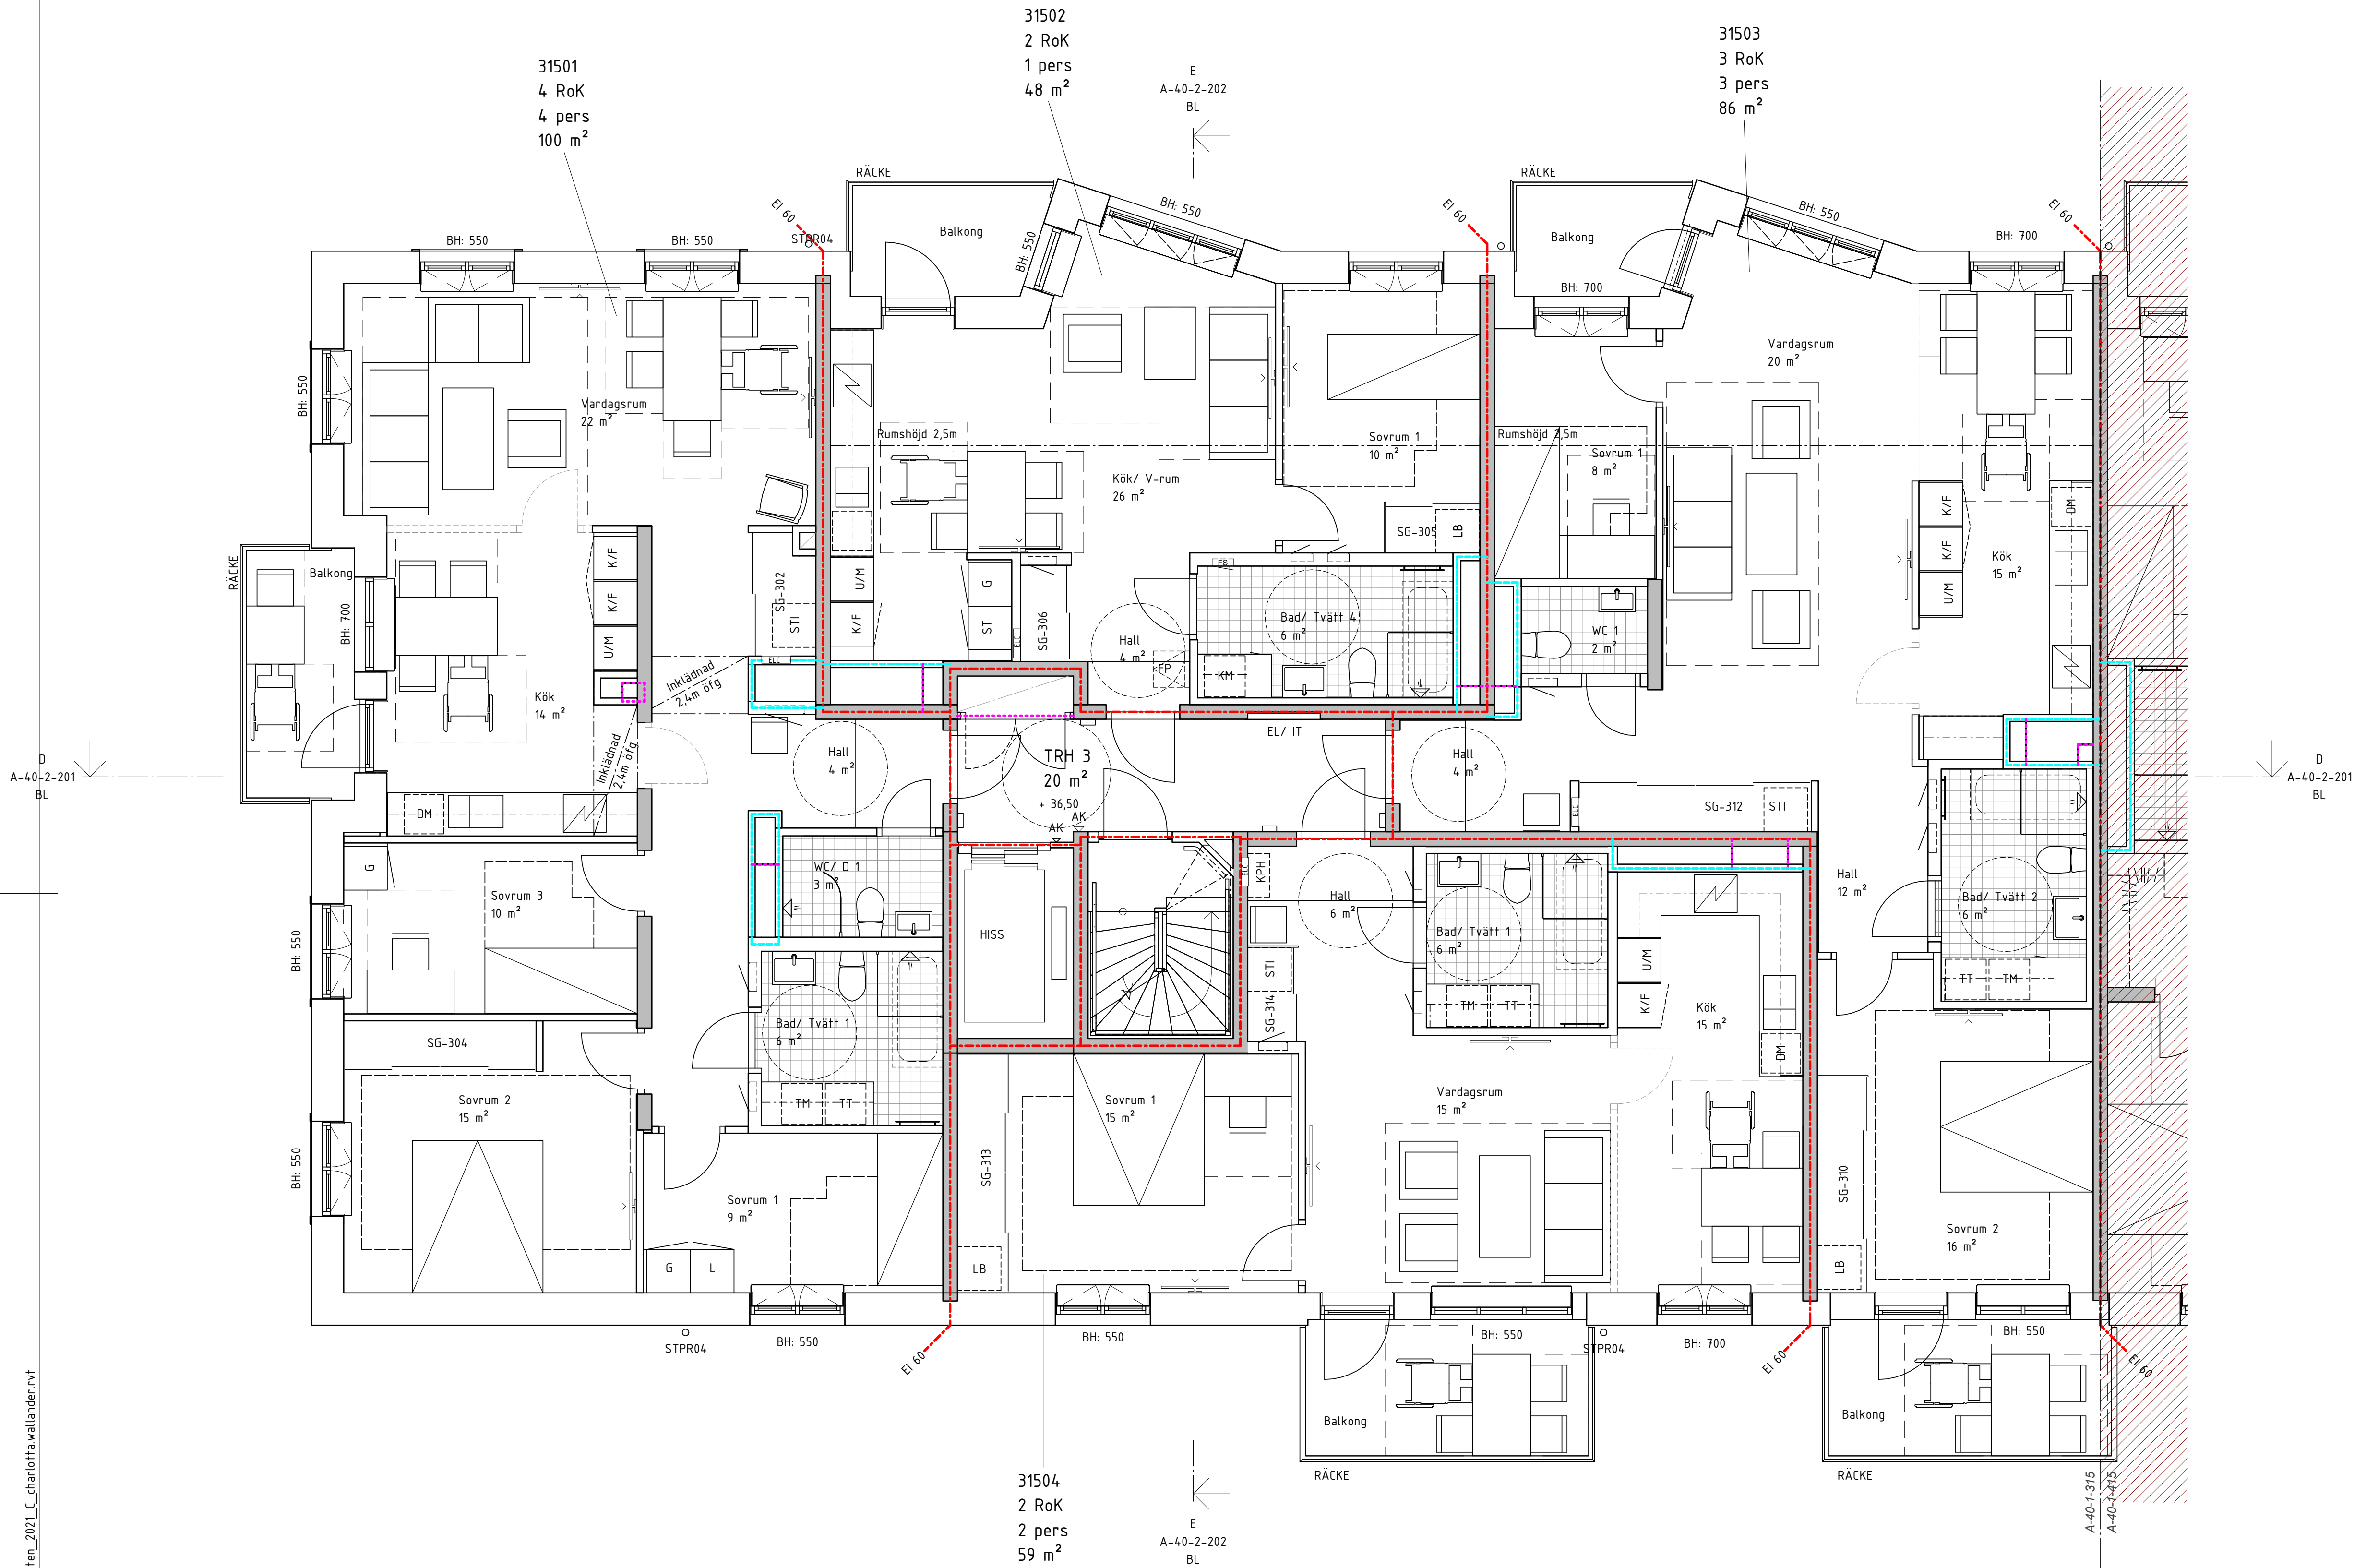 31501
4 RoK
4 pers
100 m²
31502
2 RoK
1 pers
48 m²
31503
3 RoK
3 pers
86 m²
E
A-40-2-202
BL
RÄCKE
RÄCKE
EI 60
STPR04
EI 60
EI 60
BH: 550
BH: 550
Balkong
BH: 550
BH: 550
Balkong
BH: 550
BH: 700
BH: 700
BH: 550
Vardagsrum
22 m²
Rumshöjd 2,5m
Kök/ V-rum
26 m²
Sovrum 1
10 m²
Rumshöjd 2,5m
Sovrum 1
8 m²
Vardagsrum
20 m²
SG-305
LB
K/F
K/F
U/M
DM
Kök
15 m²
RÄCKE
Balkong
BH: 700
K/F
K/F
U/M
Kök
14 m²
SG-302
STI
ELC
U/M
K/F
G
ST
ELC
SG-306
Hall
4 m²
FP
FS
Bad/ Tvätt 4
6 m²
KM
WC 1
2 m²
Inklädnad
2,4m öfg
Inklädnad
2,4m öfg
Hall
4 m²
TRH 3
20 m²
+ 36,50
AK
AK
EL/ IT
Hall
4 m²
ELC
SG-312
STI
D
A-40-2-201
BL
D
A-40-2-201
BL
DM
G
Sovrum 3
10 m²
BH: 550
WC/ D 1
3 m²
HISS
ELC
KPH
Hall
6 m²
STI
SG-314
Bad/ Tvätt 1
6 m²
TM
TT
U/M
K/F
Kök
15 m²
DM
Hall
12 m²
Bad/ Tvätt 2
6 m²
TT
TM
SG-304
Sovrum 2
15 m²
BH: 550
Bad/ Tvätt 1
6 m²
TM
TT
Sovrum 1
9 m²
G
L
SG-313
LB
Sovrum 1
15 m²
Vardagsrum
15 m²
SG-310
LB
Sovrum 2
16 m²
STPR04
BH: 550
EI 60
BH: 550
BH: 550
STPR04
BH: 700
EI 60
BH: 550
EI 60
Balkong
Balkong
RÄCKE
RÄCKE
31504
2 RoK
2 pers
59 m²
E
A-40-2-202
BL
A-40-1-315
A-40-1-415
ten_2021_C_charlotta.wallander.rvt